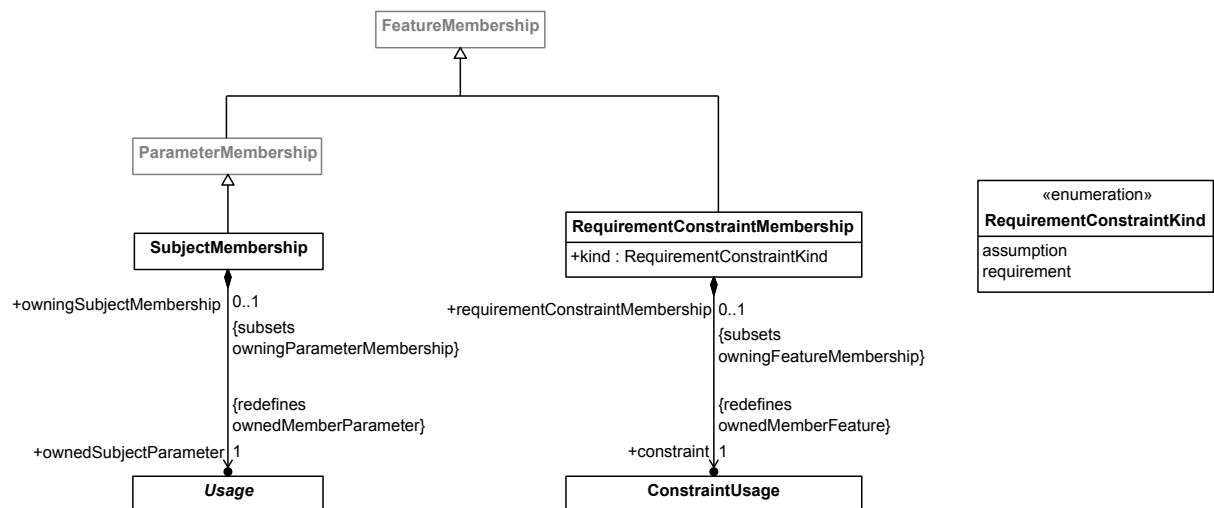 FeatureMembership
ParameterMembership
SubjectMembership
+owningSubjectMembership
0..1
{subsets
owningParameterMembership}
{redefines
ownedMemberParameter}
+ownedSubjectParameter
1
Usage
RequirementConstraintMembership
+kind : RequirementConstraintKind
+requirementConstraintMembership
0..1
{subsets
owningFeatureMembership}
{redefines
ownedMemberFeature}
+constraint
1
ConstraintUsage
«enumeration»
RequirementConstraintKind
assumption
requirement